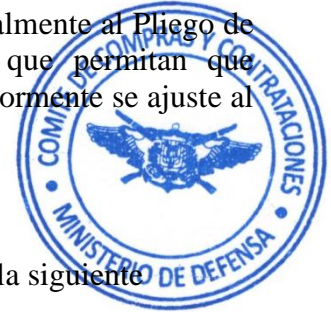 almente al Pliego de
que permitan que
ormente se ajuste al
COMITE DE COMPRAS Y CONTRATACIONES
MINISTERIO DE DEFENSA
la siguiente